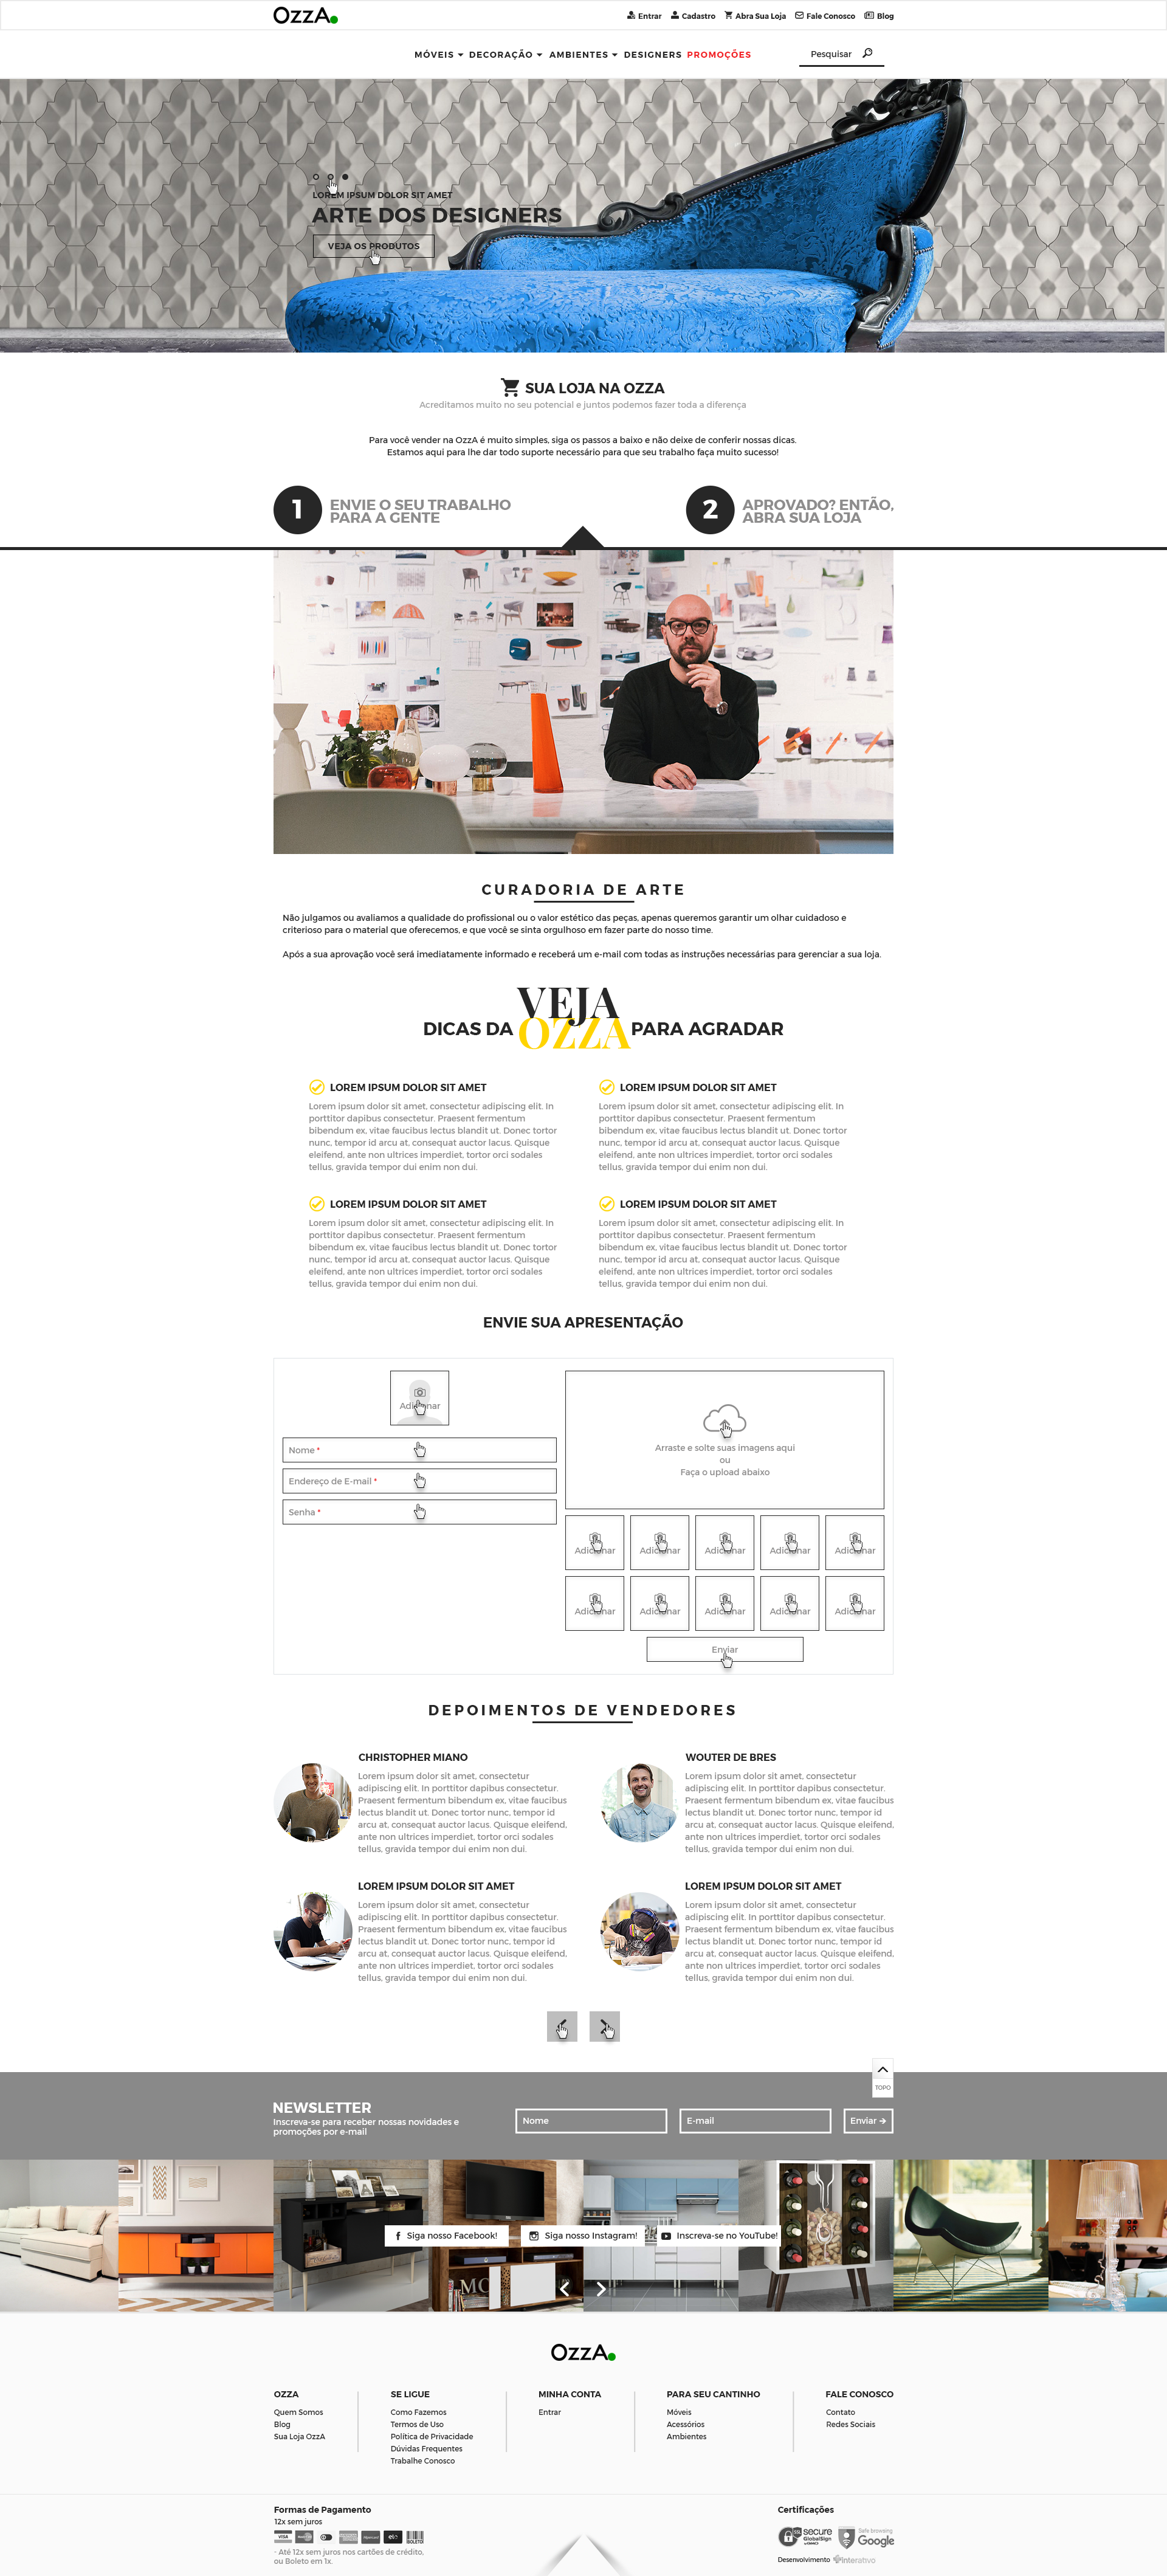 OzzA.
Entrar Cadastro Abra Sua Loja Fale Conosco Blog
MÓVEIS DECORAÇÃO AMBIENTES DESIGNERS PROMOÇÕES
Pesquisar
LOREM IPSUM DOLOR SIT AMET
ARTE DOS DESIGNERS
VEJA OS PRODUTOS
SUA LOJA NA OZZA
Acreditamos muito no seu potencial e juntos podemos fazer toda a diferença
Para você vender na OzzA é muito simples, siga os passos a baixo e não deixe de conferir nossas dicas.
Estamos aqui para lhe dar todo suporte necessário para que seu trabalho faça muito sucesso!
1
ENVIE O SEU TRABALHO
PARA A GENTE
2
APROVADO? ENTÃO,
ABRA SUA LOJA
CURADORIA DE ARTE
Não julgamos ou avaliamos a qualidade do profissional ou o valor estético das peças, apenas queremos garantir um olhar cuidadoso e
criterioso para o material que oferecemos, e que você se sinta orgulhoso em fazer parte do nosso time.
Após a sua aprovação você será imediatamente informado e receberá um e-mail com todas as instruções necessárias para gerenciar a sua loja.
VEJA
DICAS DA OZZA PARA AGRADAR
LOREM IPSUM DOLOR SIT AMET
Lorem ipsum dolor sit amet, consectetur adipiscing elit. In
porttitor dapibus consectetur. Praesent fermentum
bibendum ex, vitae faucibus lectus blandit ut. Donec tortor
nunc, tempor id arcu at, consequat auctor lacus. Quisque
eleifend, ante non ultrices imperdiet, tortor orci sodales
tellus, gravida tempor dui enim non dui.
LOREM IPSUM DOLOR SIT AMET
Lorem ipsum dolor sit amet, consectetur adipiscing elit. In
porttitor dapibus consectetur. Praesent fermentum
bibendum ex, vitae faucibus lectus blandit ut. Donec tortor
nunc, tempor id arcu at, consequat auctor lacus. Quisque
eleifend, ante non ultrices imperdiet, tortor orci sodales
tellus, gravida tempor dui enim non dui.
LOREM IPSUM DOLOR SIT AMET
Lorem ipsum dolor sit amet, consectetur adipiscing elit. In
porttitor dapibus consectetur. Praesent fermentum
bibendum ex, vitae faucibus lectus blandit ut. Donec tortor
nunc, tempor id arcu at, consequat auctor lacus. Quisque
eleifend, ante non ultrices imperdiet, tortor orci sodales
tellus, gravida tempor dui enim non dui.
LOREM IPSUM DOLOR SIT AMET
Lorem ipsum dolor sit amet, consectetur adipiscing elit. In
porttitor dapibus consectetur. Praesent fermentum
bibendum ex, vitae faucibus lectus blandit ut. Donec tortor
nunc, tempor id arcu at, consequat auctor lacus. Quisque
eleifend, ante non ultrices imperdiet, tortor orci sodales
tellus, gravida tempor dui enim non dui.
ENVIE SUA APRESENTAÇÃO
Adicionar
Nome *
Endereço de E-mail *
Senha *
Arraste e solte suas imagens aqui
ou
Faça o upload abaixo
Adicionar Adicionar Adicionar Adicionar Adicionar
Adicionar Adicionar Adicionar Adicionar Adicionar
Enviar
DEPOIMENTOS DE VENDEDORES
CHRISTOPHER MIANO
Lorem ipsum dolor sit amet, consectetur
adipiscing elit. In porttitor dapibus consectetur.
Praesent fermentum bibendum ex, vitae faucibus
lectus blandit ut. Donec tortor nunc, tempor id
arcu at, consequat auctor lacus. Quisque eleifend,
ante non ultrices imperdiet, tortor orci sodales
tellus, gravida tempor dui enim non dui.
WOUTER DE BRES
Lorem ipsum dolor sit amet, consectetur
adipiscing elit. In porttitor dapibus consectetur.
Praesent fermentum bibendum ex, vitae faucibus
lectus blandit ut. Donec tortor nunc, tempor id
arcu at, consequat auctor lacus. Quisque eleifend,
ante non ultrices imperdiet, tortor orci sodales
tellus, gravida tempor dui enim non dui.
LOREM IPSUM DOLOR SIT AMET
Lorem ipsum dolor sit amet, consectetur
adipiscing elit. In porttitor dapibus consectetur.
Praesent fermentum bibendum ex, vitae faucibus
lectus blandit ut. Donec tortor nunc, tempor id
arcu at, consequat auctor lacus. Quisque eleifend,
ante non ultrices imperdiet, tortor orci sodales
tellus, gravida tempor dui enim non dui.
LOREM IPSUM DOLOR SIT AMET
Lorem ipsum dolor sit amet, consectetur
adipiscing elit. In porttitor dapibus consectetur.
Praesent fermentum bibendum ex, vitae faucibus
lectus blandit ut. Donec tortor nunc, tempor id
arcu at, consequat auctor lacus. Quisque eleifend,
ante non ultrices imperdiet, tortor orci sodales
tellus, gravida tempor dui enim non dui.
TOPO
NEWSLETTER
Inscreva-se para receber nossas novidades e
promoções por e-mail
Nome
E-mail
Enviar
Siga nosso Facebook!
Siga nosso Instagram!
Inscreva-se no YouTube!
OzzA.
OZZA
Quem Somos
Blog
Sua Loja OzzA
SE LIGUE
Como Fazemos
Termos de Uso
Política de Privacidade
Dúvidas Frequentes
Trabalhe Conosco
MINHA CONTA
Entrar
PARA SEU CANTINHO
Móveis
Acessórios
Ambientes
FALE CONOSCO
Contato
Redes Sociais
Formas de Pagamento
12x sem juros
VISA elo BOLETO
- Até 12x sem juros nos cartões de crédito,
ou Boleto em 1x.
Certificações
secure
GlobalSign
Safe browsing
Google
Desenvolvimento interativo